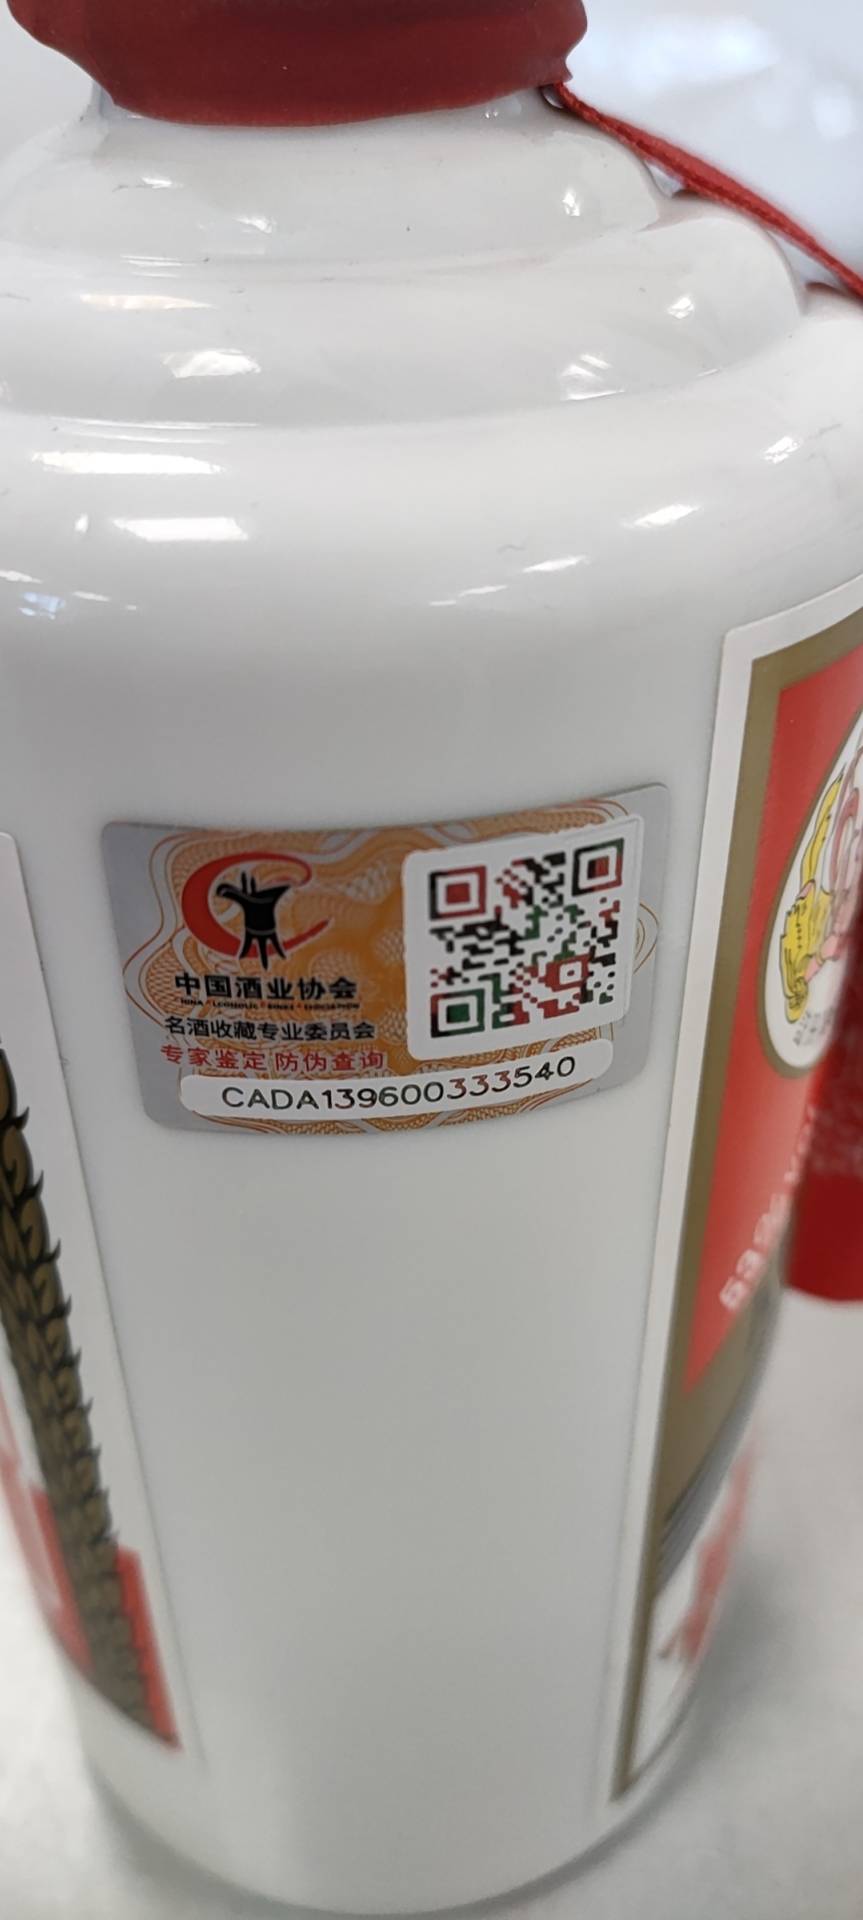 中国酒业协会
名酒收藏专业委员会
专家鉴定 防伪查询
CADA139600333540
53%